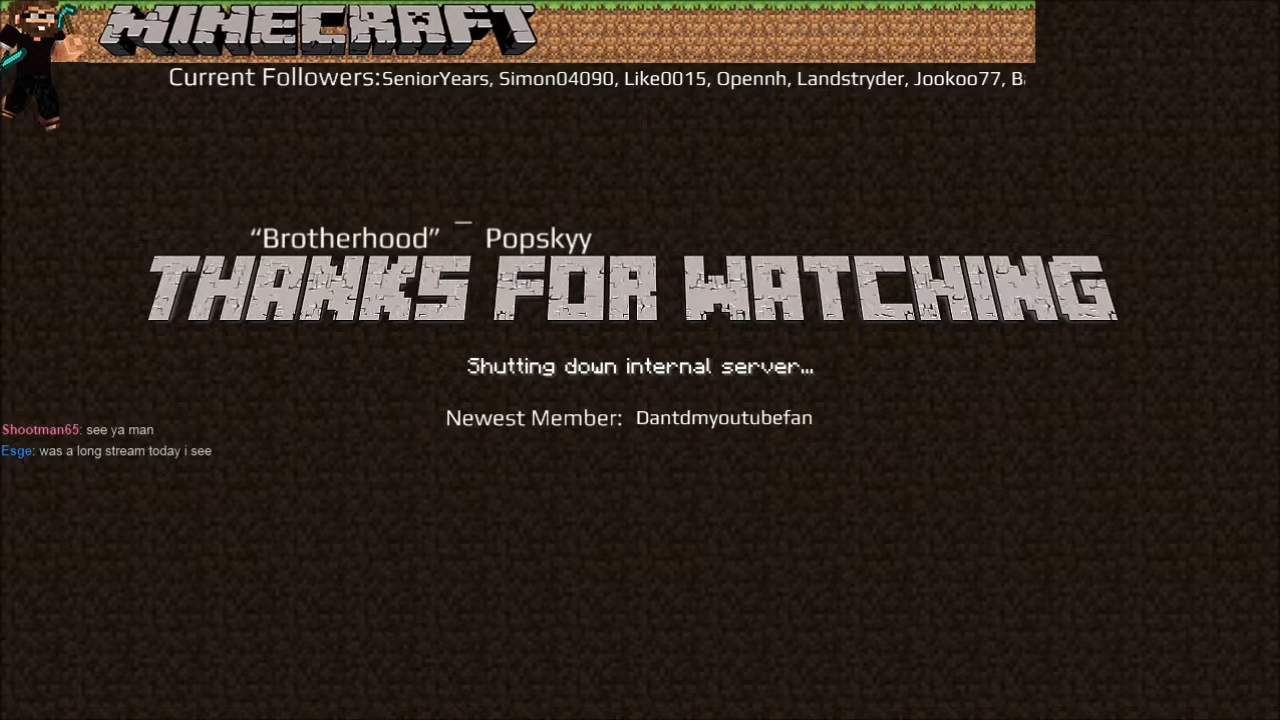 MINECRAFT
Current Followers:SeniorYears, Simon04090, Like0015, Opennh, Landstryder, Jookoo77,
“Brotherhood” — Popskyy
THANKS FOR WATCHING
Shutting down internal server...
Newest Member: Dantdmyoutubefan
Shootman65: see ya man
Esge: was a long stream today i see